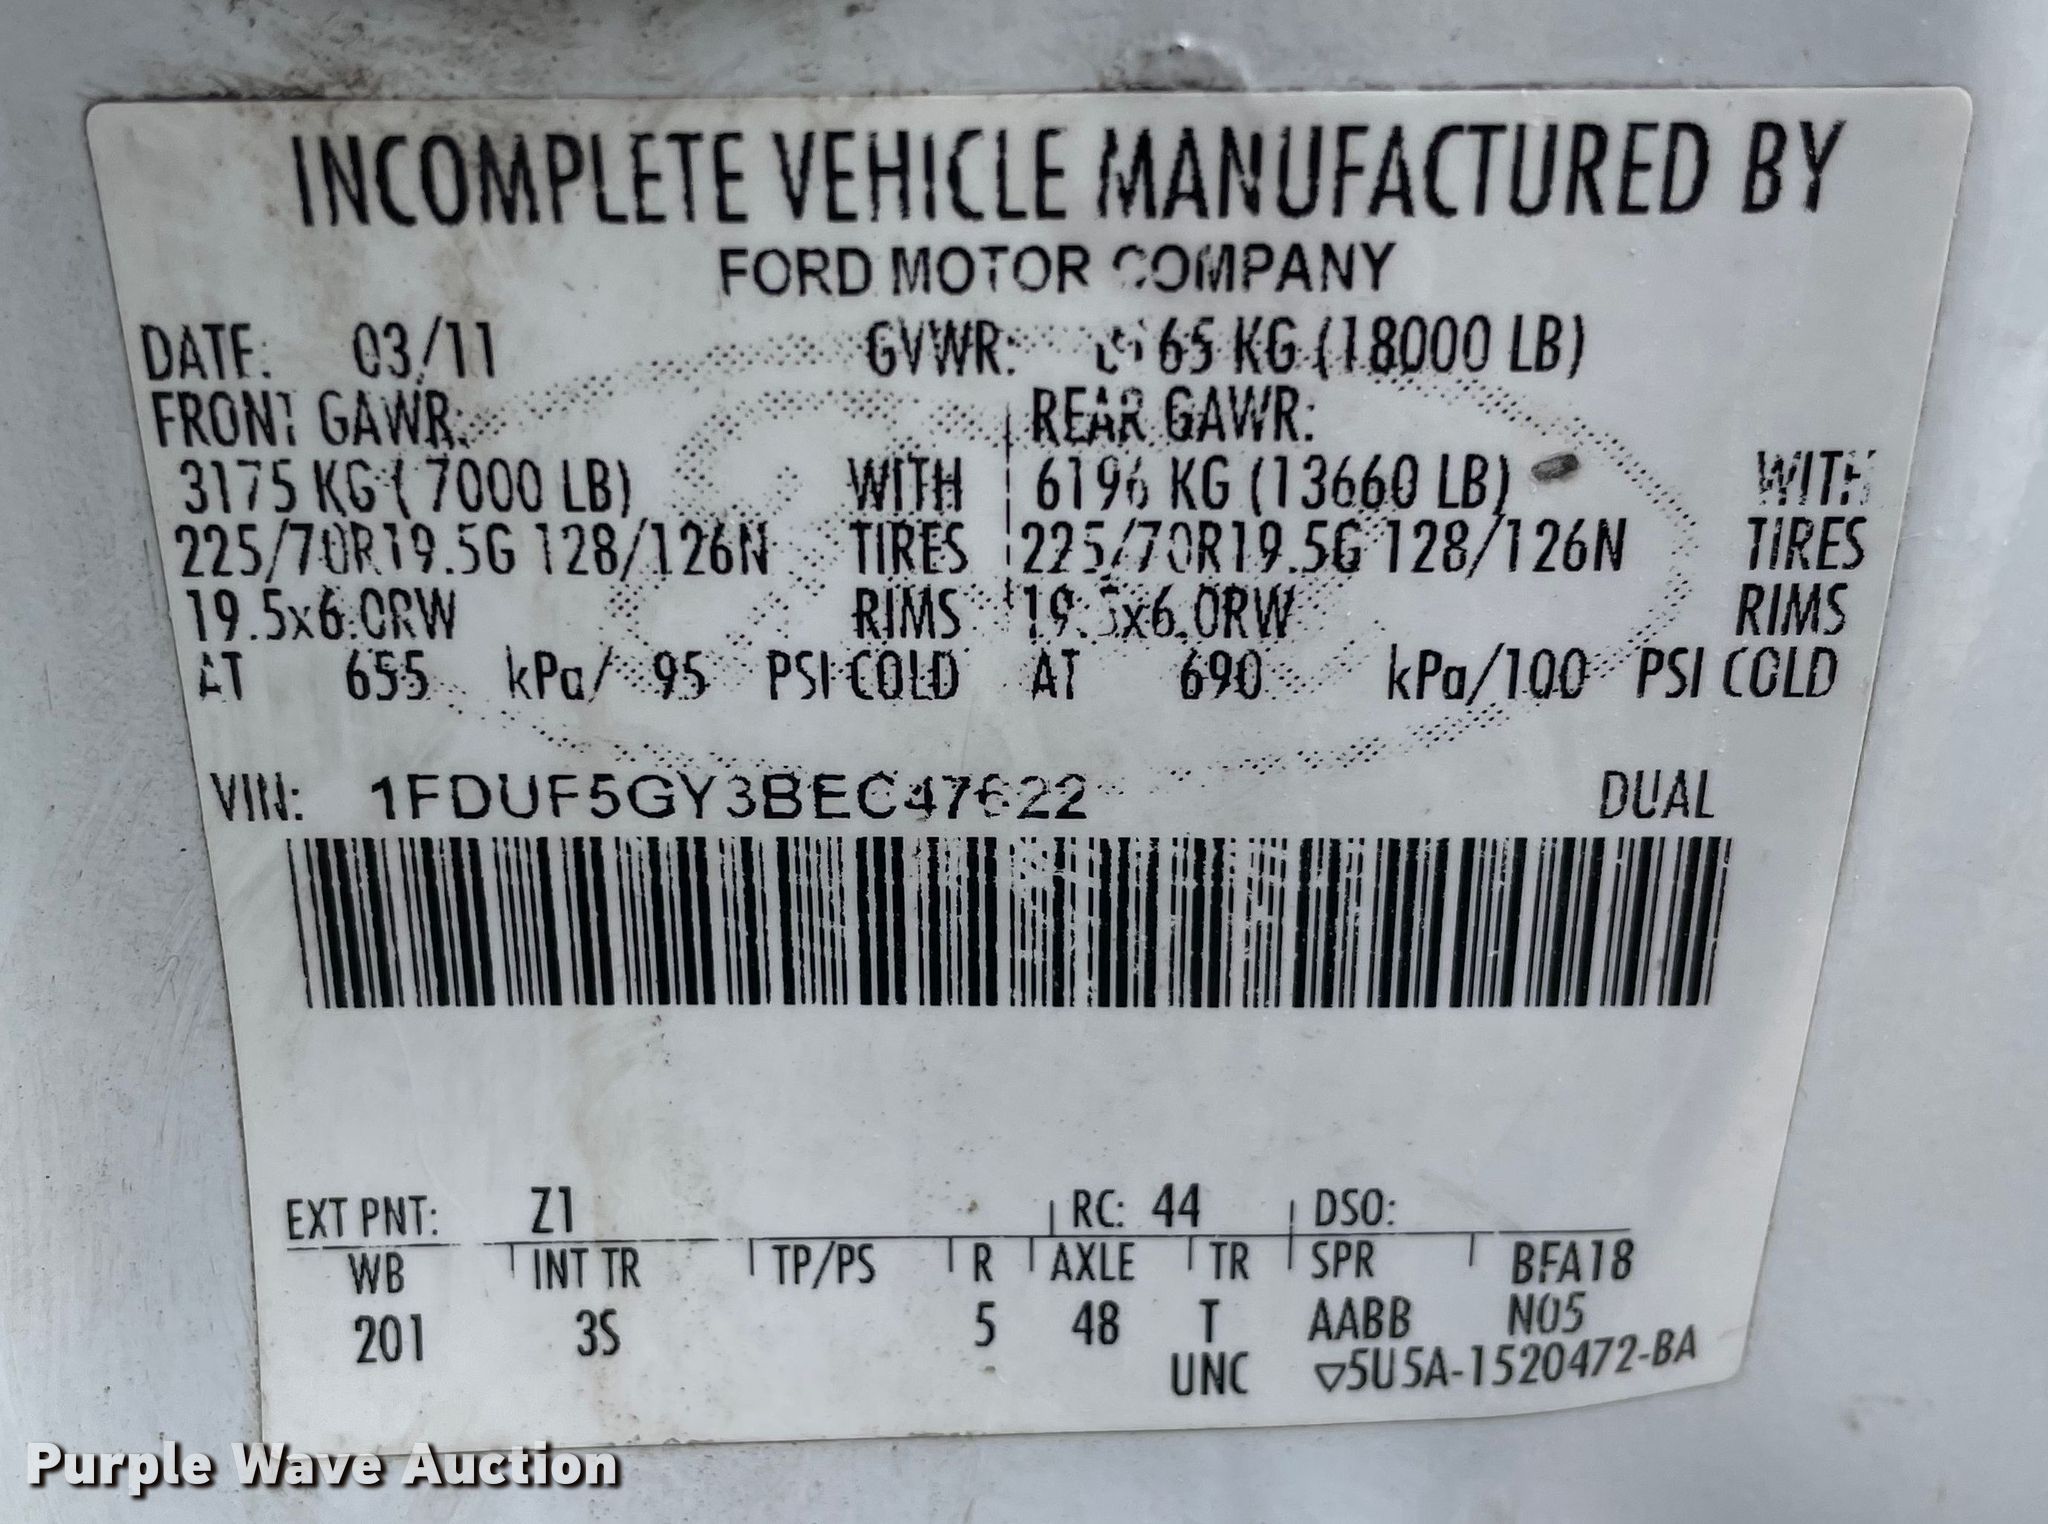 INCOMPLETE VEHICLE MANUFACTURED BY
FORD MOTOR COMPANY
DATE: 03/11 GVWR: KG (18000 LB)
FRONT GAWR: REAR GAWR:
3175 KG ( 7000 LB) WITH 6196 KG (13660 LB) WITH
225/70R19.5G 128/126N TIRES 225/70R19.5G 128/126N TIRES
19.5x6.0RW RIMS 19.5x6.0RW RIMS
AT 655 kPa/ 95 PSI COLD AT 690 kPa/100 PSI COLD
VIN: 1FDUF5GY3BEC47622 DUAL
EXT PNT: Z1 RC: 44 DSO:
WB INT TR TP/PS R AXLE TR SPR BFA18
201 3S 5 48 T AABB N05
UNC ▽5U5A-1520472-BA
Purple Wave Auction